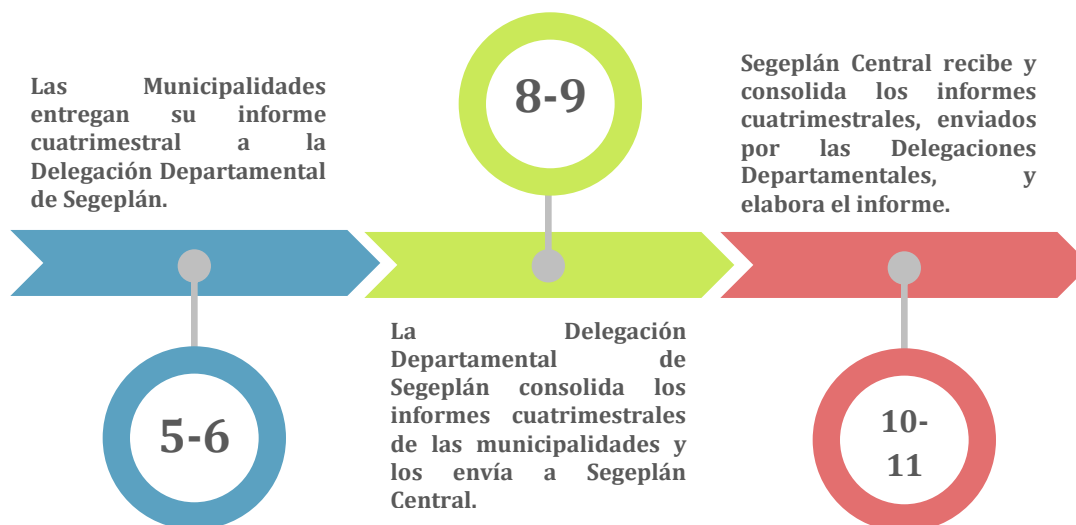 Las Municipalidades
entregan su informe
cuatrimestral a la
Delegación Departamental
de Segeplán.
5-6
8-9
La Delegación
Departamental de
Segeplán consolida los
informes cuatrimestrales
de las municipalidades y
los envía a Segeplán
Central.
Segeplán Central recibe y
consolida los informes
cuatrimestrales, enviados
por las Delegaciones
Departamentales, y
elabora el informe.
10-
11